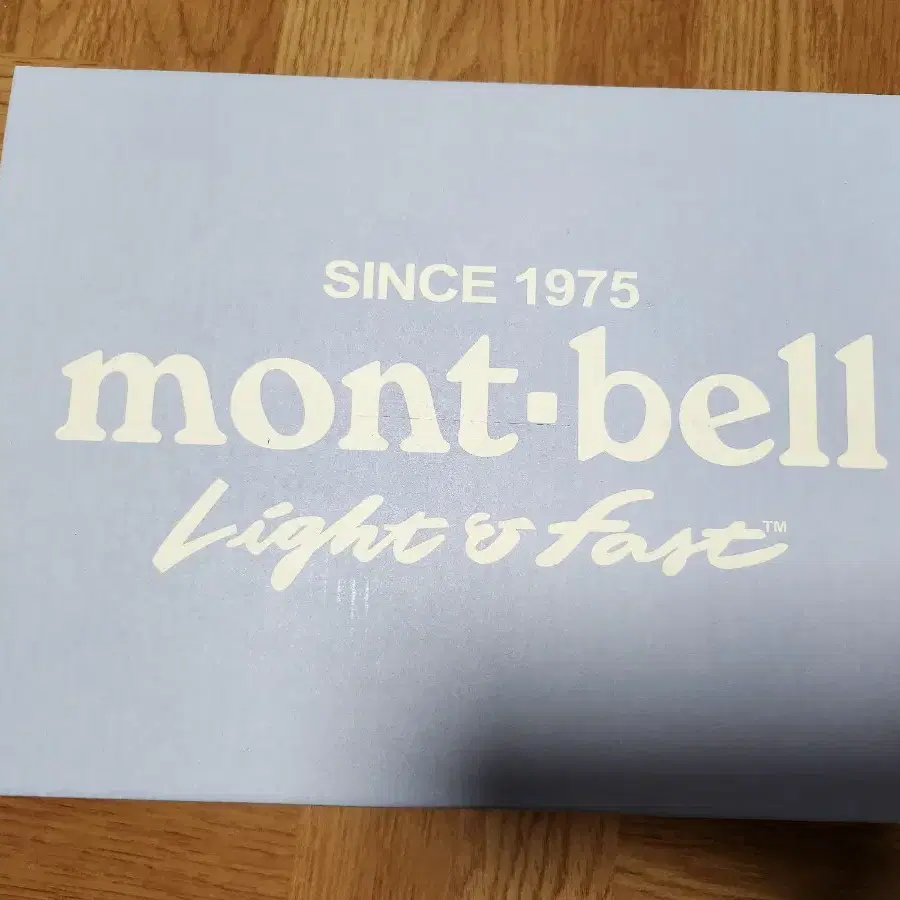 SINCE 1975
mont·bell
Light & fast™